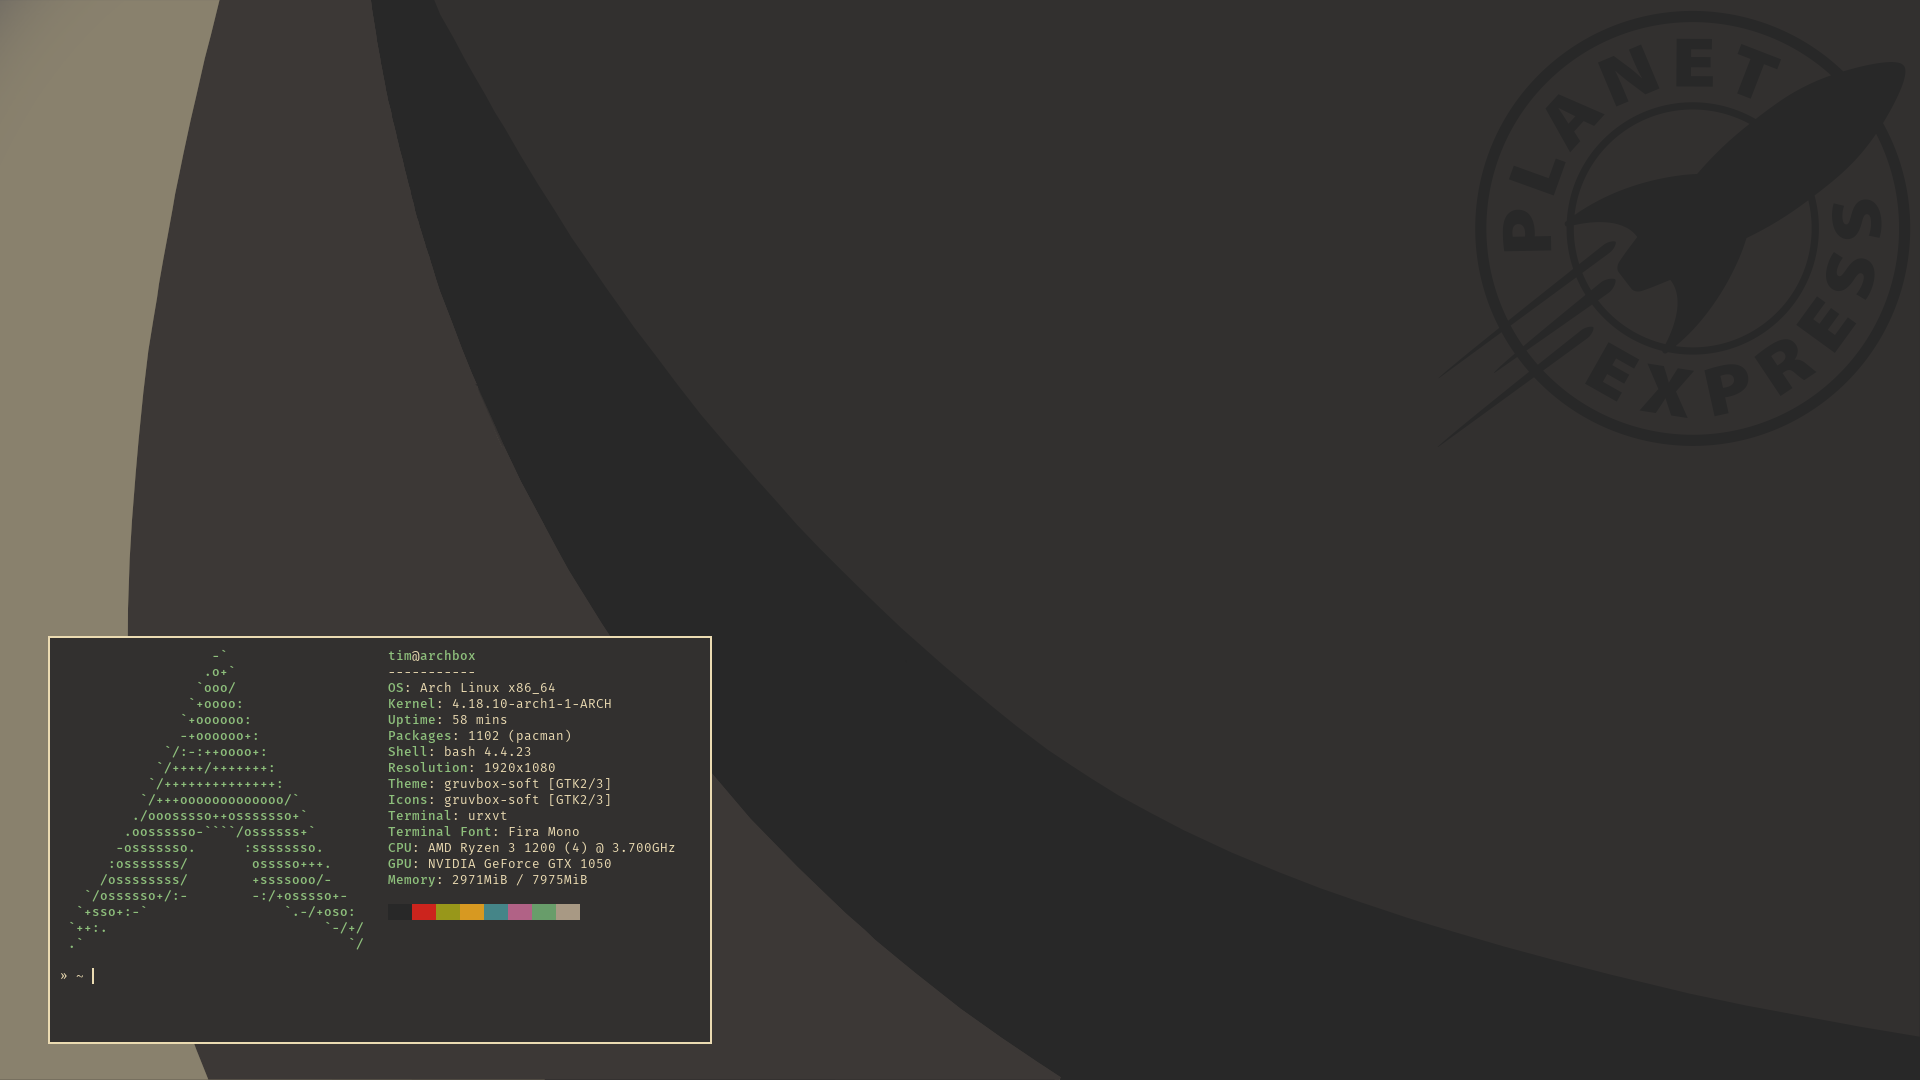 PLANET
EXPRESS
                   -`
                  .o+`
                 `ooo/
                `+oooo:
               `+oooooo:
               -+oooooo+:
             `/:-:++oooo+:
            `/++++/+++++++:
           `/++++++++++++++:
          `/+++ooooooooooooo/`
         ./ooosssso++osssssso+`
        .oossssso-````/ossssss+`
       -osssssso.      :ssssssso.
      :osssssss/        osssso+++.
     /ossssssss/        +ssssooo/-
   `/ossssso+/:-        -:/+osssso+-
  `+sso+:-`                 `.-/+oso:
 `++:.                           `-/+/
 .`                                 `/
tim@archbox
-----------
OS: Arch Linux x86_64
Kernel: 4.18.10-arch1-1-ARCH
Uptime: 58 mins
Packages: 1102 (pacman)
Shell: bash 4.4.23
Resolution: 1920x1080
Theme: gruvbox-soft [GTK2/3]
Icons: gruvbox-soft [GTK2/3]
Terminal: urxvt
Terminal Font: Fira Mono
CPU: AMD Ryzen 3 1200 (4) @ 3.700GHz
GPU: NVIDIA GeForce GTX 1050
Memory: 2971MiB / 7975MiB
» ~